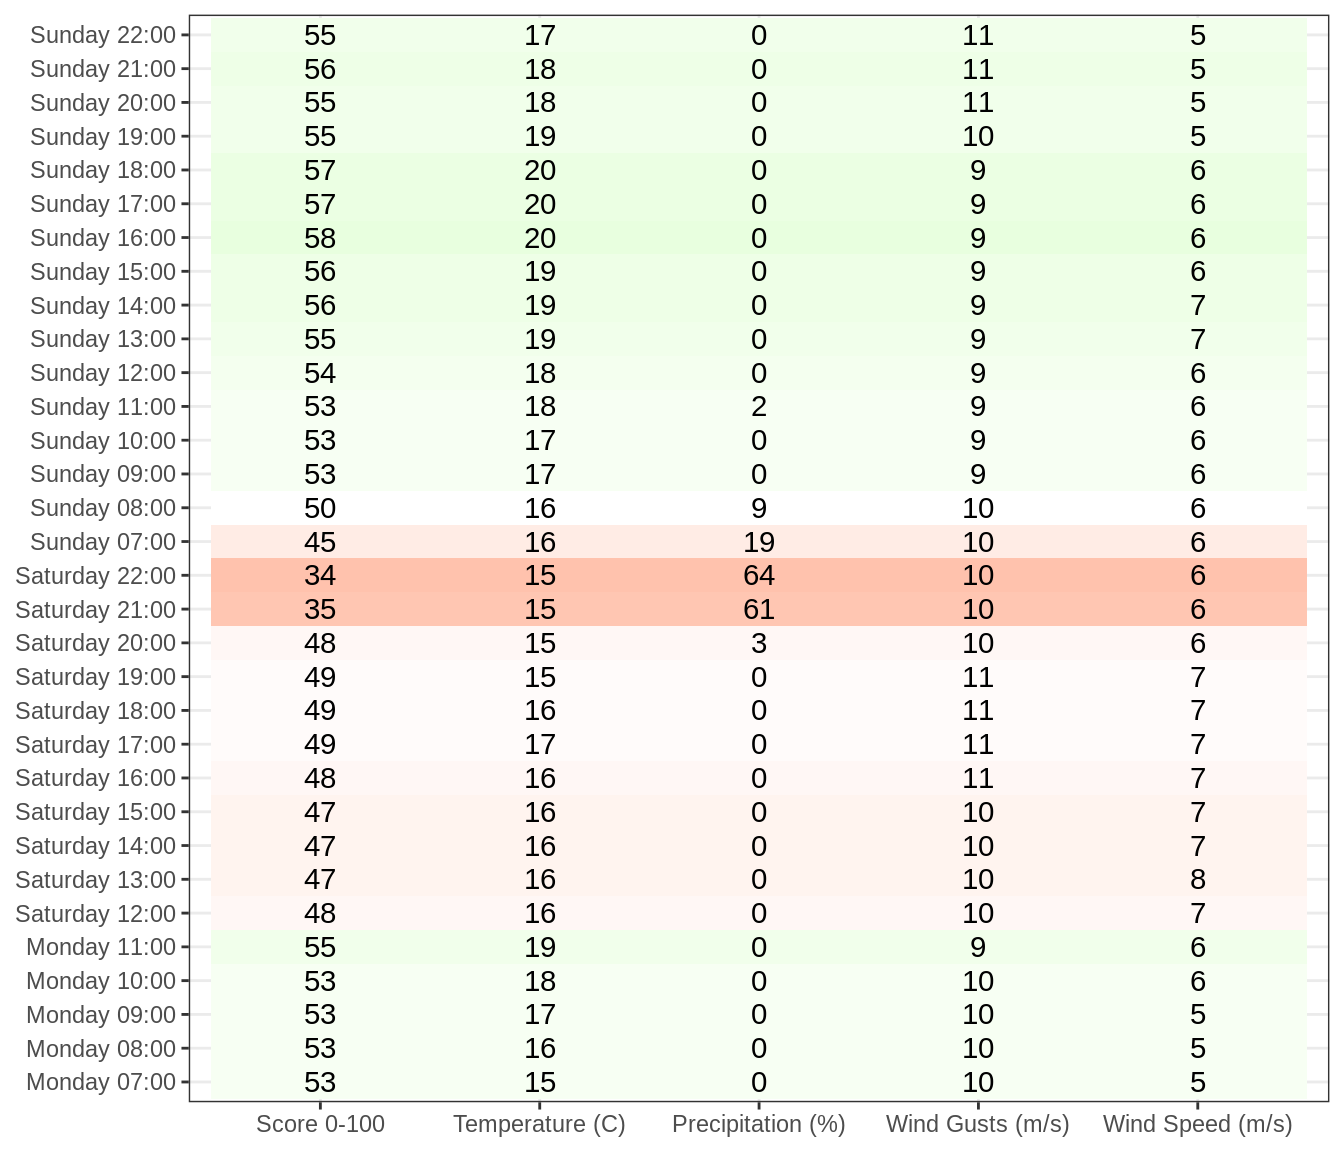 Sunday 22:00 55 17 0 11 5
Sunday 21:00 56 18 0 11 5
Sunday 20:00 55 18 0 11 5
Sunday 19:00 55 19 0 10 5
Sunday 18:00 57 20 0 9 6
Sunday 17:00 57 20 0 9 6
Sunday 16:00 58 20 0 9 6
Sunday 15:00 56 19 0 9 6
Sunday 14:00 56 19 0 9 7
Sunday 13:00 55 19 0 9 7
Sunday 12:00 54 18 0 9 6
Sunday 11:00 53 18 2 9 6
Sunday 10:00 53 17 0 9 6
Sunday 09:00 53 17 0 9 6
Sunday 08:00 50 16 9 10 6
Sunday 07:00 45 16 19 10 6
Saturday 22:00 34 15 64 10 6
Saturday 21:00 35 15 61 10 6
Saturday 20:00 48 15 3 10 6
Saturday 19:00 49 15 0 11 7
Saturday 18:00 49 16 0 11 7
Saturday 17:00 49 17 0 11 7
Saturday 16:00 48 16 0 11 7
Saturday 15:00 47 16 0 10 7
Saturday 14:00 47 16 0 10 7
Saturday 13:00 47 16 0 10 8
Saturday 12:00 48 16 0 10 7
Monday 11:00 55 19 0 9 6
Monday 10:00 53 18 0 10 6
Monday 09:00 53 17 0 10 5
Monday 08:00 53 16 0 10 5
Monday 07:00 53 15 0 10 5
Score 0-100 Temperature (C) Precipitation (%) Wind Gusts (m/s) Wind Speed (m/s)